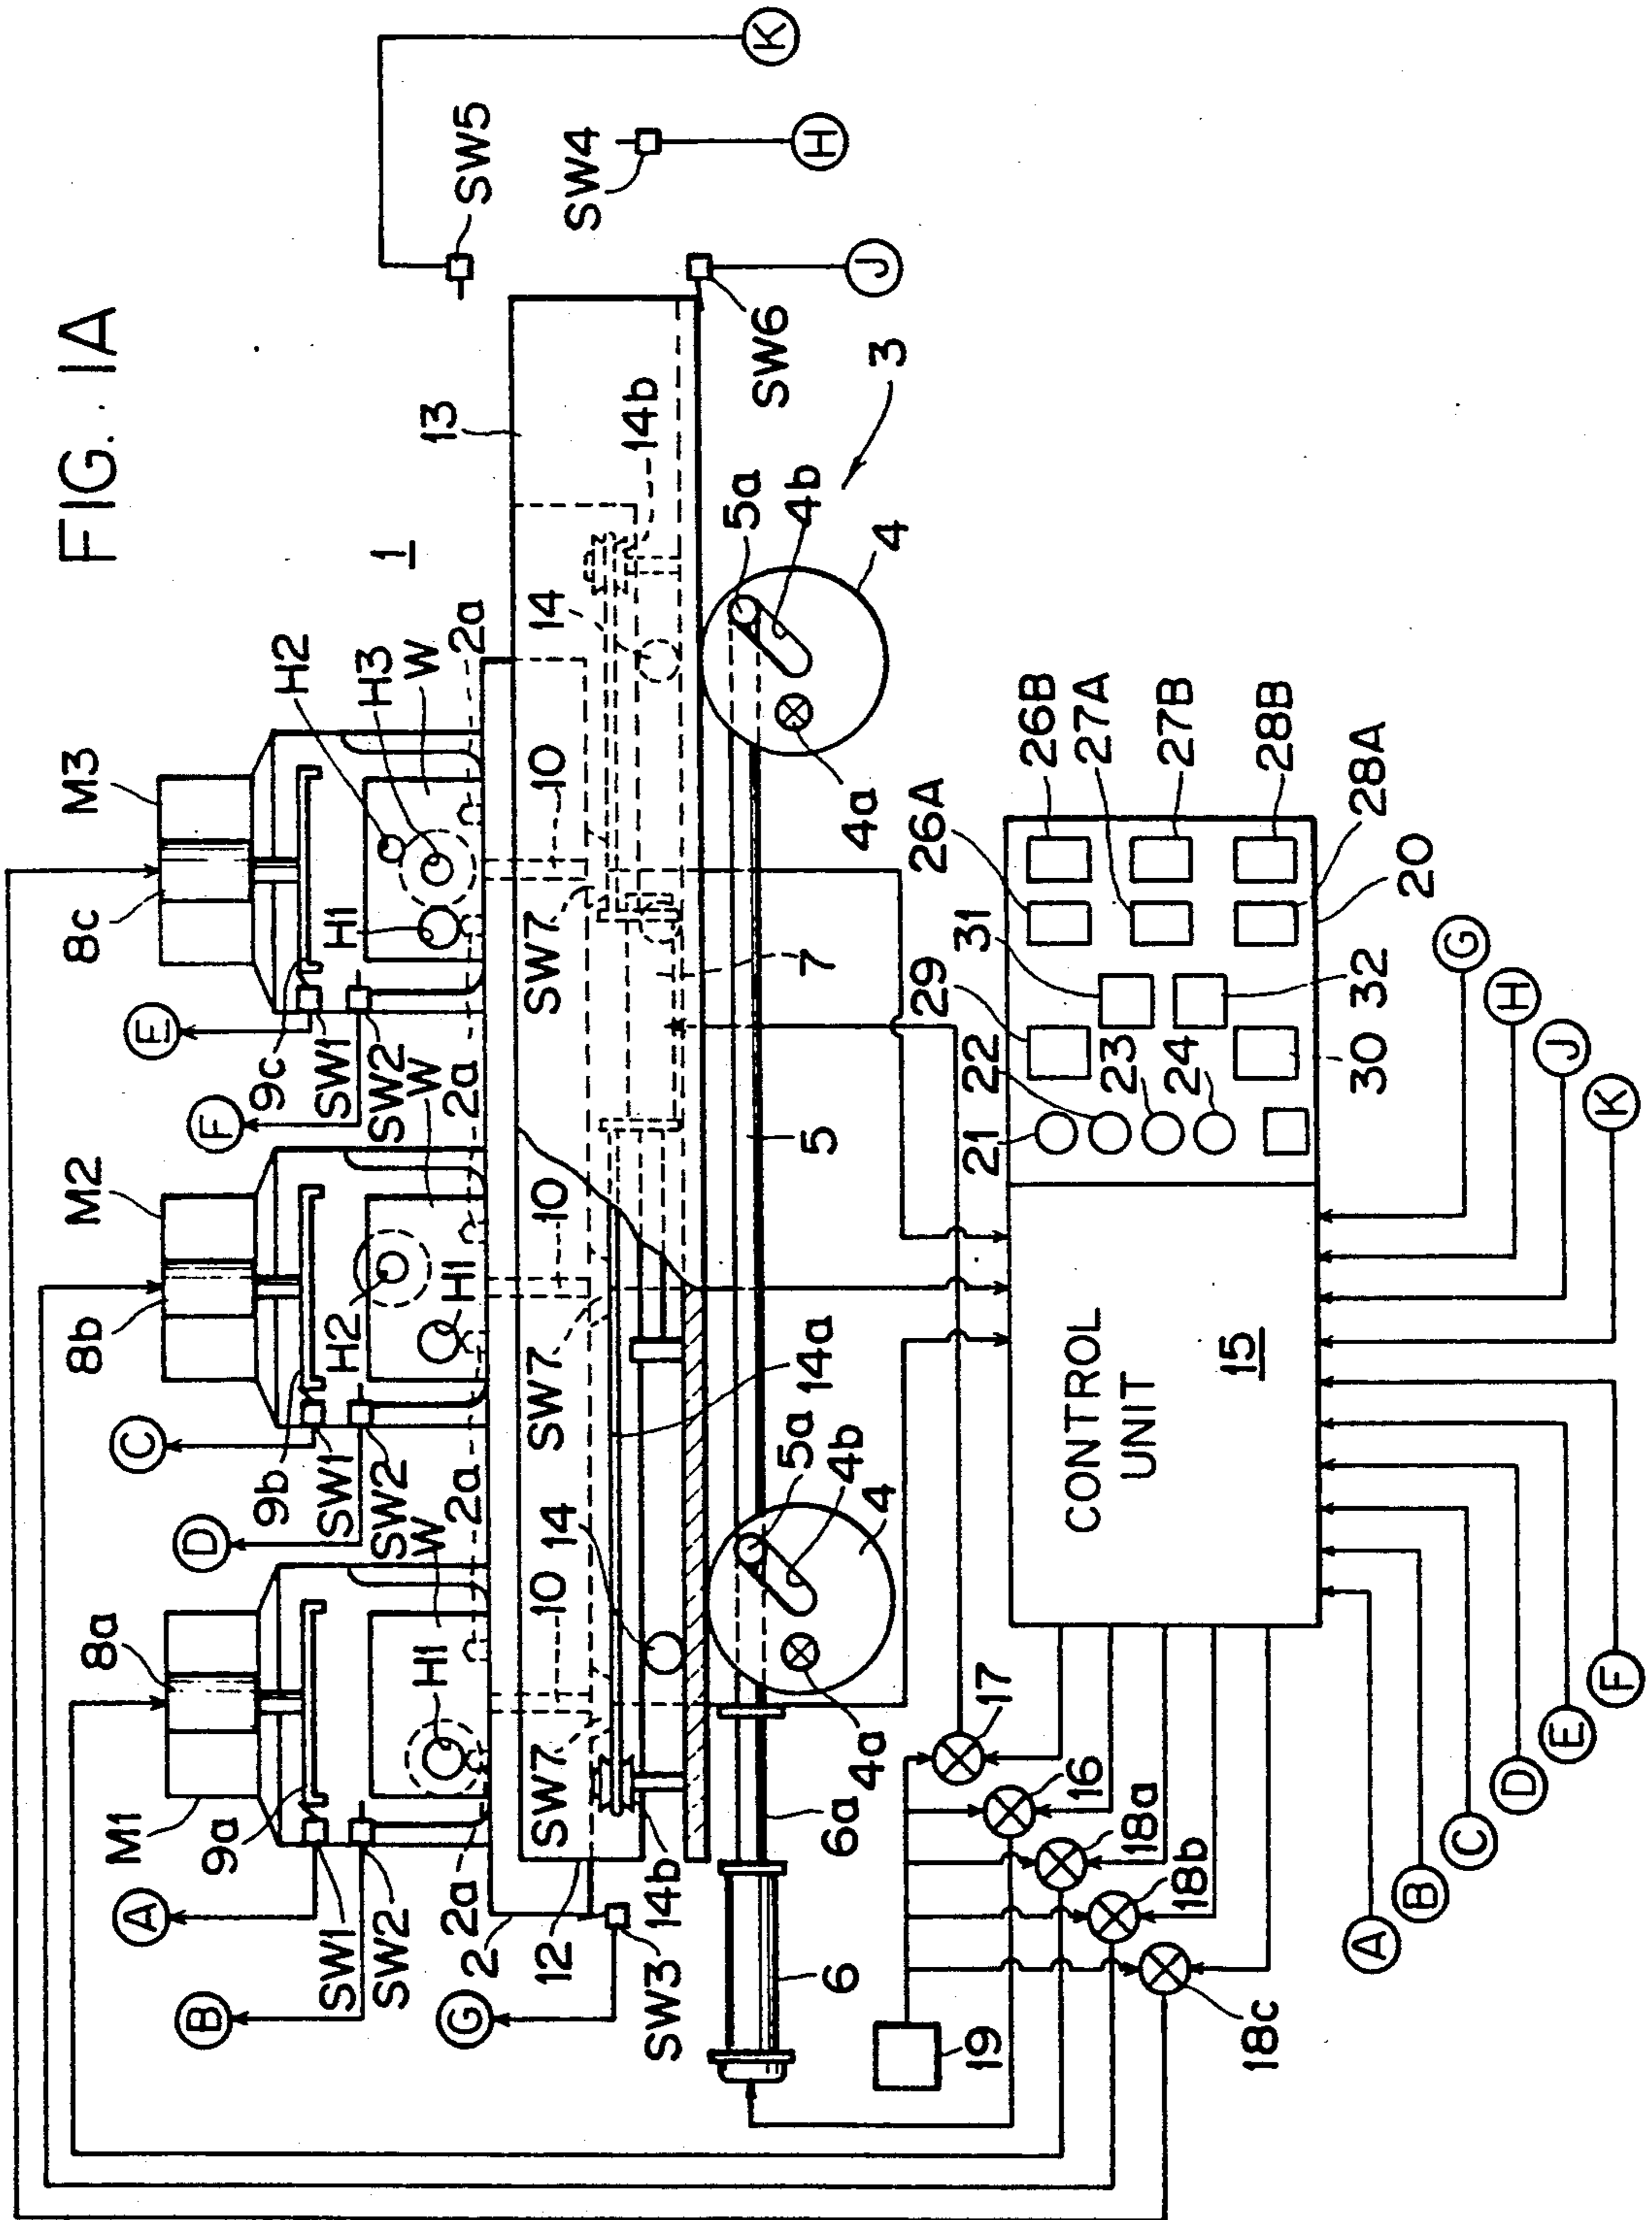 FIG. 1A
1
M1
8a
M2
8b
M3
8c
9a
9b
9c
A
B
C
D
E
F
SW1
SW2
SW1
SW2
SW1
SW2
W
W
W
H1
H1
H2
H1
H2
H3
2
2a
2a
2a
2a
12
13
10
10
10
SW7
SW7
SW7
14
14
14a
14b
14b
SW3
G
SW4
H
SW5
K
SW6
J
3
4
4
4a
4a
4b
4b
5
5a
5a
6
6a
7
19
17
16
18a
18b
18c
CONTROL
UNIT
15
20
21
22
23
24
29
30
31
32
26A
26B
27A
27B
28A
28B
A
B
C
D
E
F
G
H
J
K